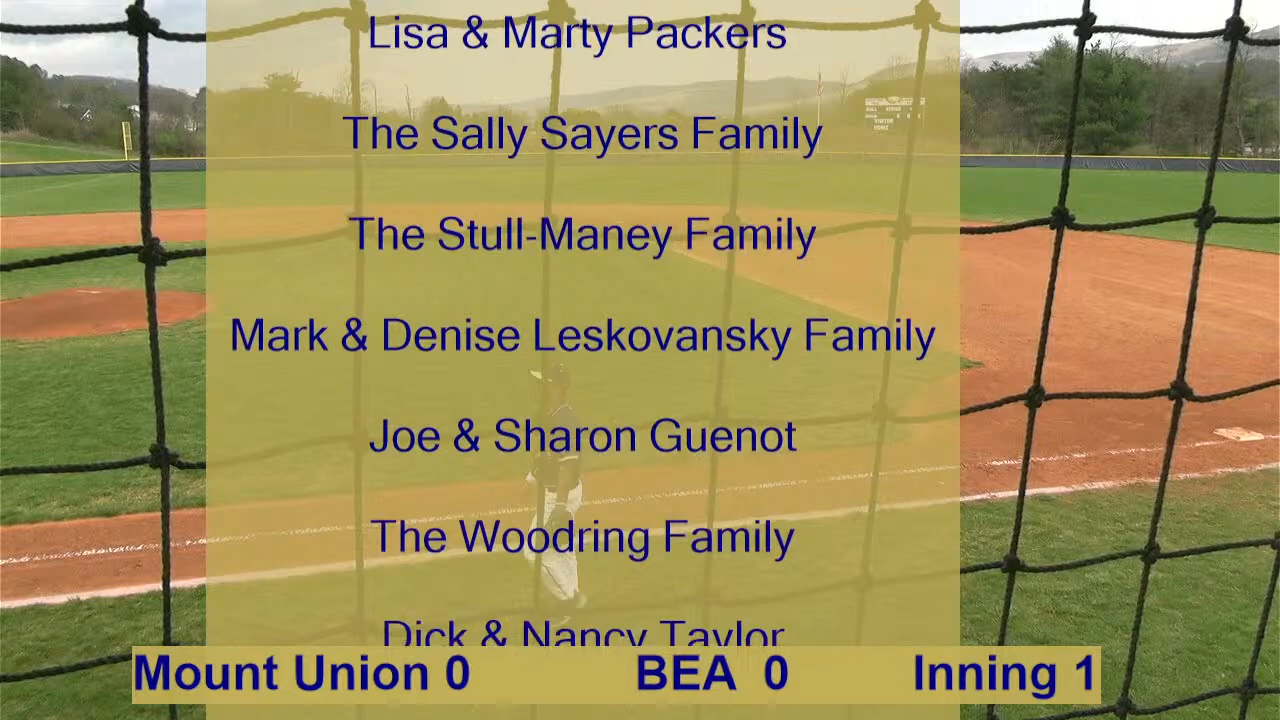 Lisa & Marty Packers
The Sally Sayers Family
The Stull-Maney Family
Mark & Denise Leskovansky Family
Joe & Sharon Guenot
The Woodring Family
Dick & Nancy Taylor
Mount Union 0 BEA 0 Inning 1